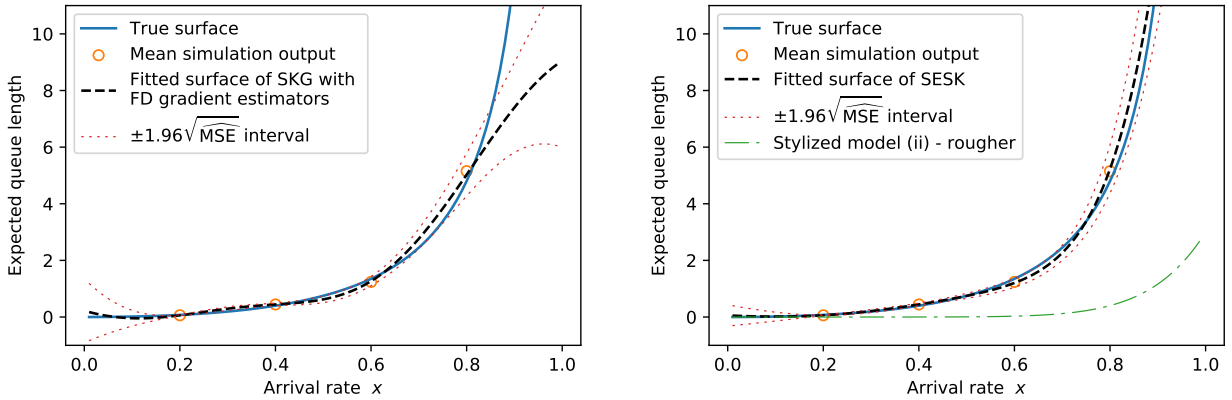 True surface
Mean simulation output
Fitted surface of SKG with
FD gradient estimators
±1.96√MSE interval
Expected queue length
10
8
6
4
2
0
0.0 0.2 0.4 0.6 0.8 1.0
Arrival rate x
True surface
Mean simulation output
Fitted surface of SESK
±1.96√MSE interval
Stylized model (ii) - rougher
Expected queue length
10
8
6
4
2
0
0.0 0.2 0.4 0.6 0.8 1.0
Arrival rate x